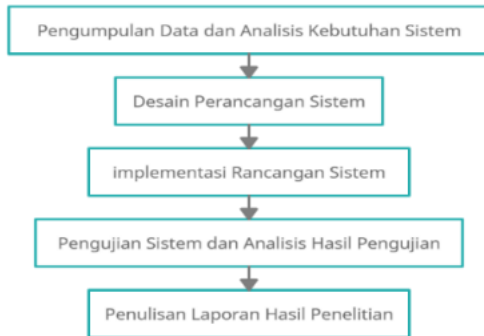 Pengumpulan Data dan Analisis Kebutuhan Sistem
Desain Perancangan Sistem
implementasi Rancangan Sistem
Pengujian Sistem dan Analisis Hasil Pengujian
Penulisan Laporan Hasil Penelitian